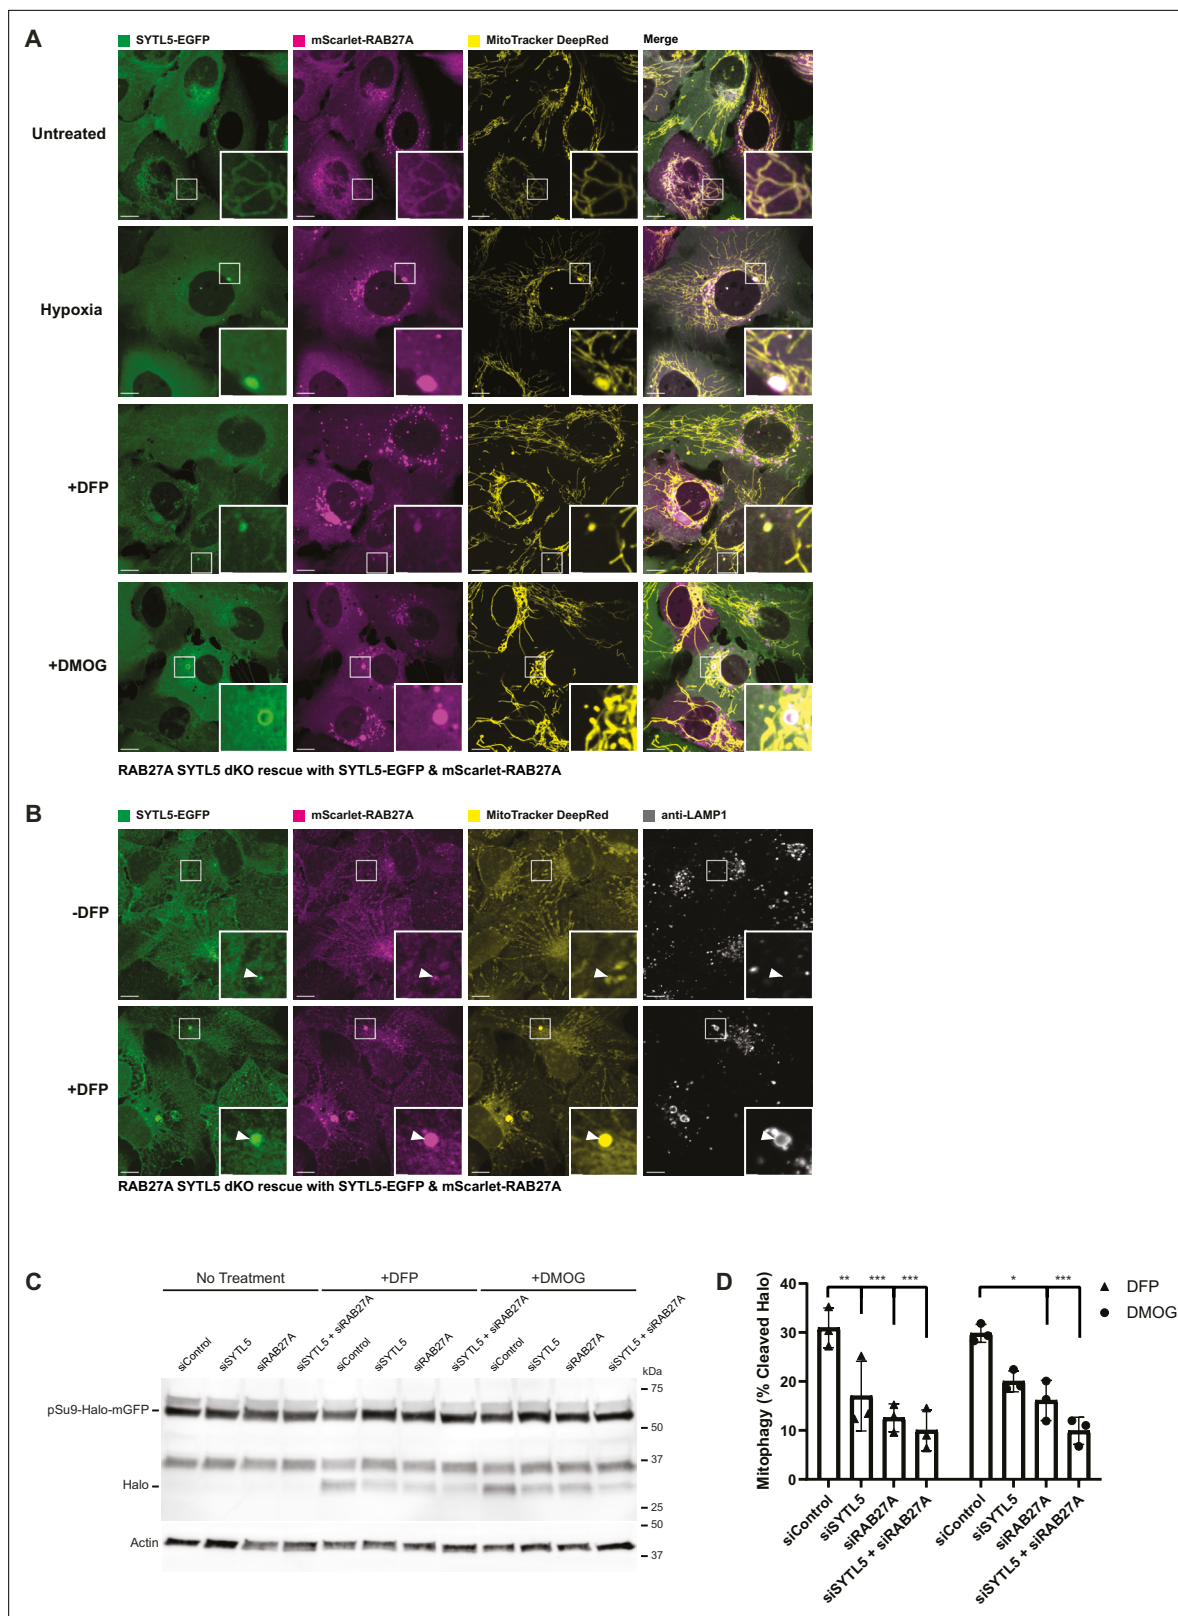 A
SYTL5-EGFP
mScarlet-RAB27A
MitoTracker DeepRed
Merge
Untreated
Hypoxia
+DFP
+DMOG
RAB27A SYTL5 dKO rescue with SYTL5-EGFP & mScarlet-RAB27A
B
SYTL5-EGFP
mScarlet-RAB27A
MitoTracker DeepRed
anti-LAMP1
-DFP
+DFP
RAB27A SYTL5 dKO rescue with SYTL5-EGFP & mScarlet-RAB27A
C
No Treatment
+DFP
+DMOG
siControl
siSYTL5
siRAB27A
siSYTL5 + siRAB27A
siControl
siSYTL5
siRAB27A
siSYTL5 + siRAB27A
siControl
siSYTL5
siRAB27A
siSYTL5 + siRAB27A
kDa
75
pSu9-Halo-mGFP
50
37
Halo
25
50
Actin
37
D
Mitophagy (% Cleaved Halo)
40
30
20
10
0
** *** ***
* ***
DFP
DMOG
siControl
siSYTL5
siRAB27A
siSYTL5 + siRAB27A
siControl
siSYTL5
siRAB27A
siSYTL5 + siRAB27A